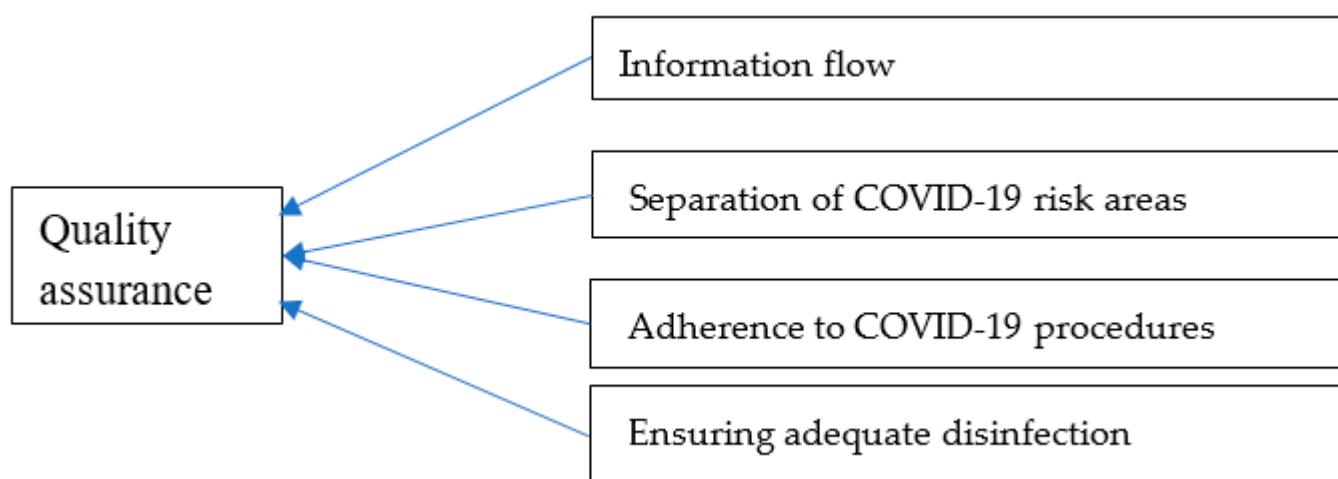 Information flow
Separation of COVID-19 risk areas
Quality
assurance
Adherence to COVID-19 procedures
Ensuring adequate disinfection